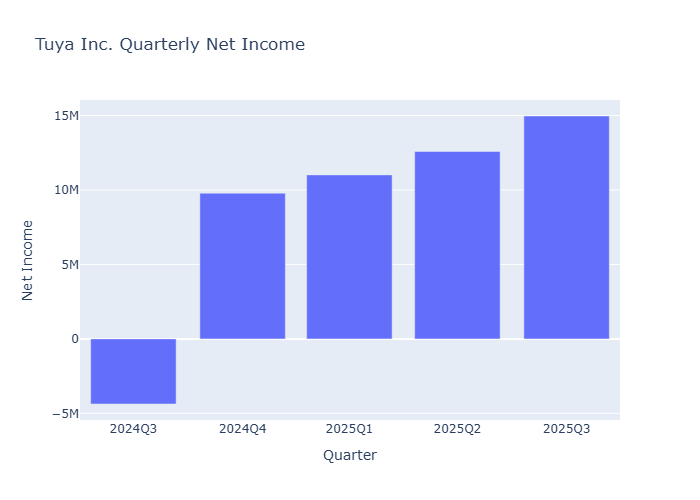 Tuya Inc. Quarterly Net Income
15M
10M
5M
0
−5M
Net Income
2024Q3 2024Q4 2025Q1 2025Q2 2025Q3
Quarter